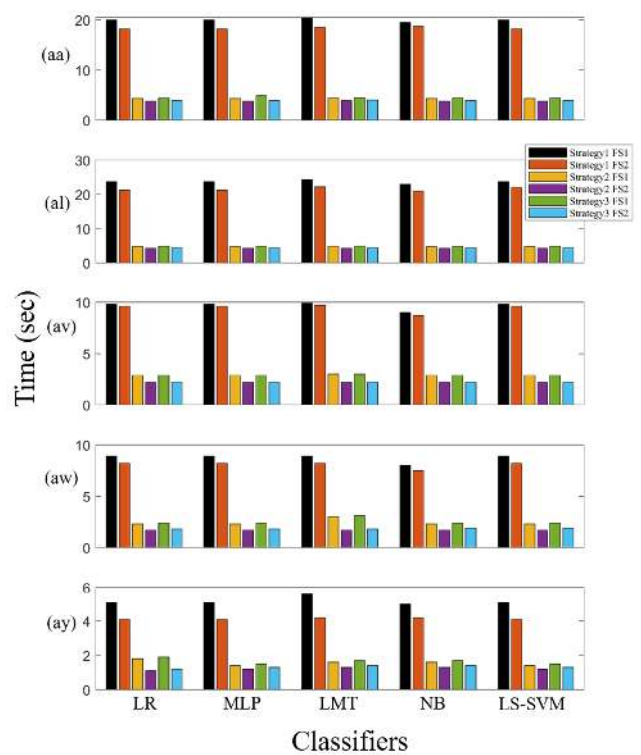 20
(aa) 10
0
30
Strategy1 FS1
Strategy1 FS2
Strategy2 FS1
Strategy2 FS2
Strategy3 FS1
Strategy3 FS2
(al) 20
10
0
10
(av) 5
0
10
(aw) 5
0
6
(ay) 4
2
0
Time (sec)
LR MLP LMT NB LS-SVM
Classifiers